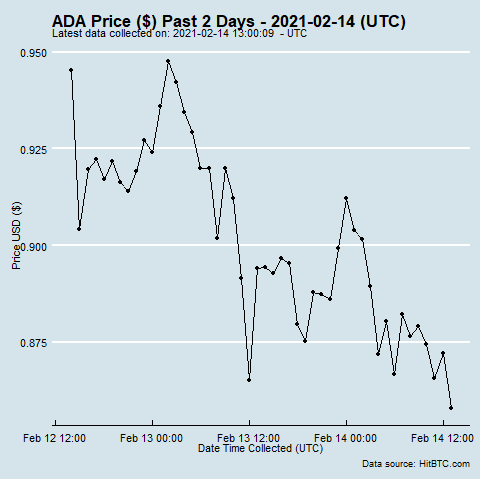 ADA Price ($) Past 2 Days - 2021-02-14 (UTC)
Latest data collected on: 2021-02-14 13:00:09 - UTC
0.950
0.925
0.900
0.875
Price USD ($)
Feb 12 12:00 Feb 13 00:00 Feb 13 12:00 Feb 14 00:00 Feb 14 12:00
Date Time Collected (UTC)
Data source: HitBTC.com